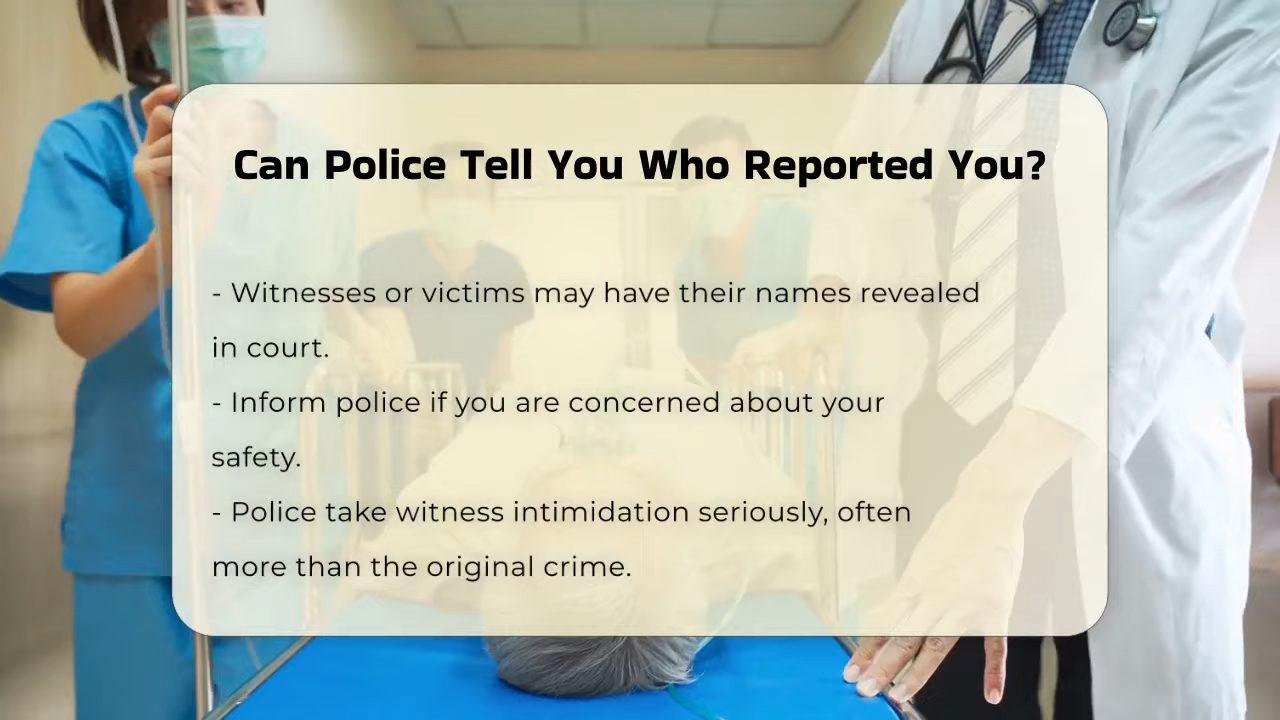 Can Police Tell You Who Reported You?
- Witnesses or victims may have their names revealed
in court.
- Inform police if you are concerned about your
safety.
- Police take witness intimidation seriously, often
more than the original crime.